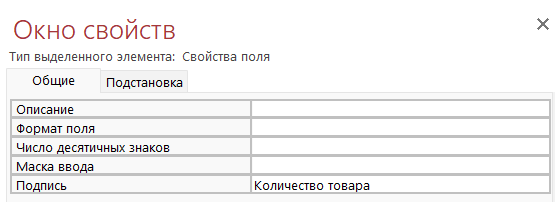 Окно свойств
Тип выделенного элемента: Свойства поля
Общие Подстановка
Описание
Формат поля
Число десятичных знаков
Маска ввода
Подпись Количество товара